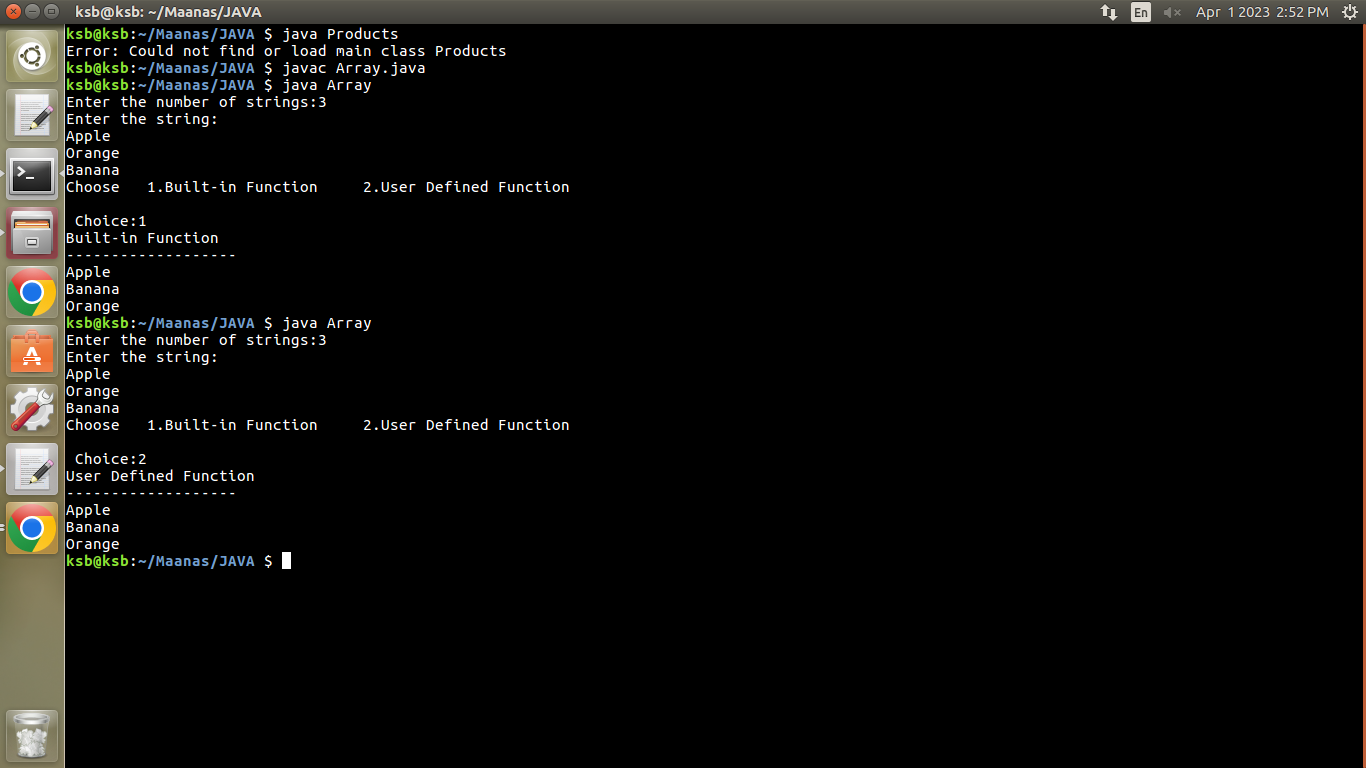 ksb@ksb: ~/Maanas/JAVA
En
Apr 1 2023 2:52 PM
ksb@ksb:~/Maanas/JAVA $ java Products
Error: Could not find or load main class Products
ksb@ksb:~/Maanas/JAVA $ javac Array.java
ksb@ksb:~/Maanas/JAVA $ java Array
Enter the number of strings:3
Enter the string:
Apple
Orange
Banana
Choose   1.Built-in Function     2.User Defined Function
 Choice:1
Built-in Function
-------------------
Apple
Banana
Orange
ksb@ksb:~/Maanas/JAVA $ java Array
Enter the number of strings:3
Enter the string:
Apple
Orange
Banana
Choose   1.Built-in Function     2.User Defined Function
 Choice:2
User Defined Function
-------------------
Apple
Banana
Orange
ksb@ksb:~/Maanas/JAVA $